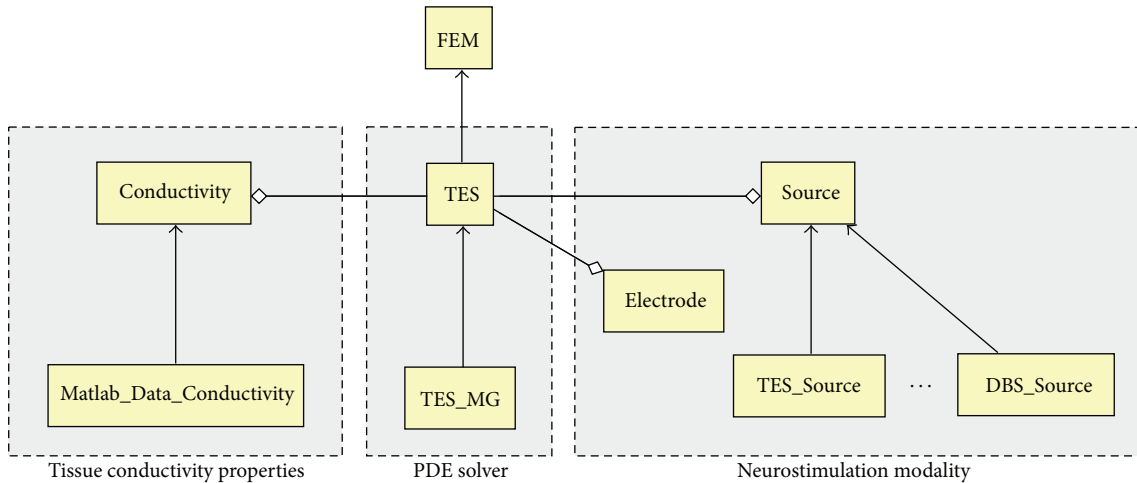 FEM
Conductivity
TES
Source
Electrode
Matlab_Data_Conductivity
TES_MG
TES_Source
...
DBS_Source
Tissue conductivity properties
PDE solver
Neurostimulation modality